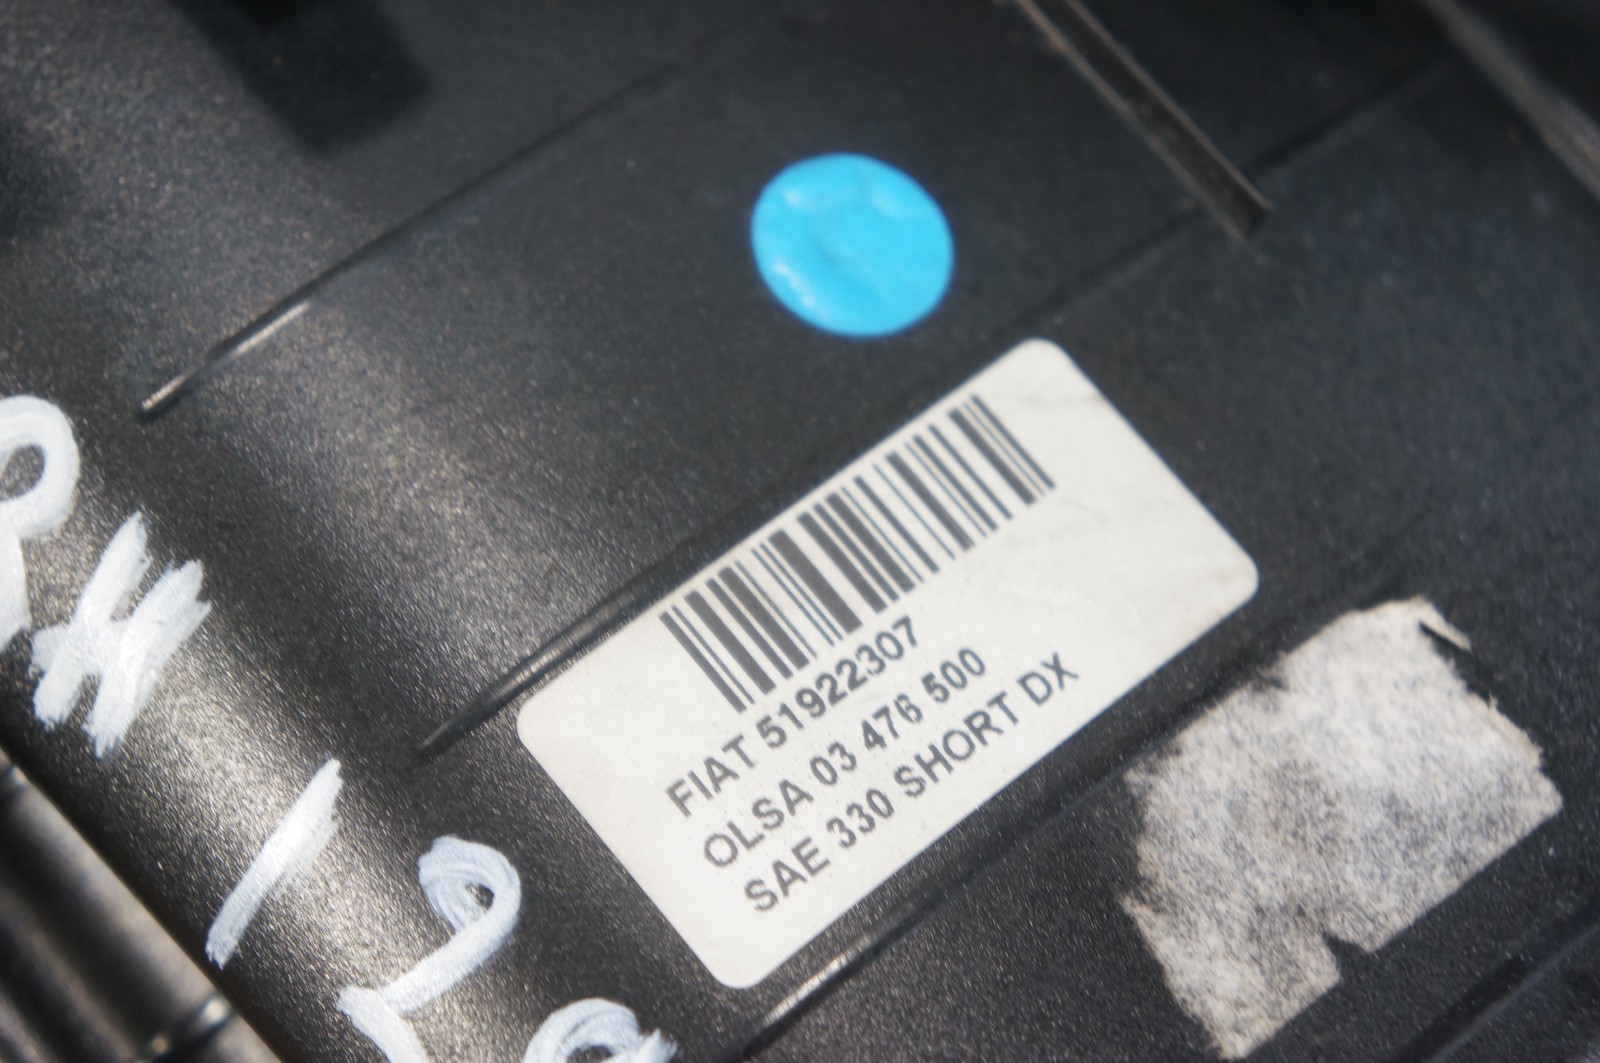 FIAT 51922307
OLSA 03 476 500
SAE 330 SHORT DX